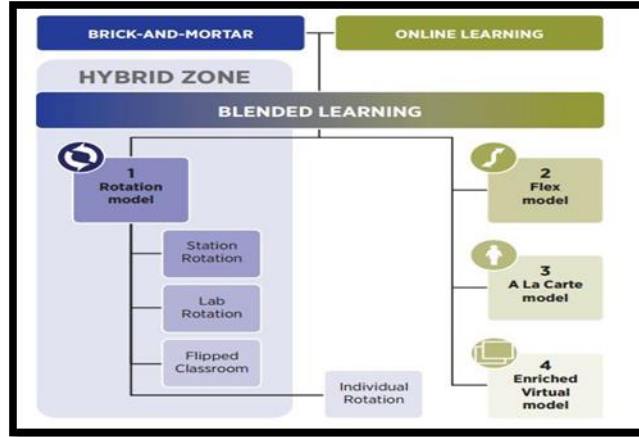 BRICK-AND-MORTAR
ONLINE LEARNING
HYBRID ZONE
BLENDED LEARNING
1
Rotation
model
Station
Rotation
Lab
Rotation
Flipped
Classroom
Individual
Rotation
2
Flex
model
3
A La Carte
model
4
Enriched
Virtual
model